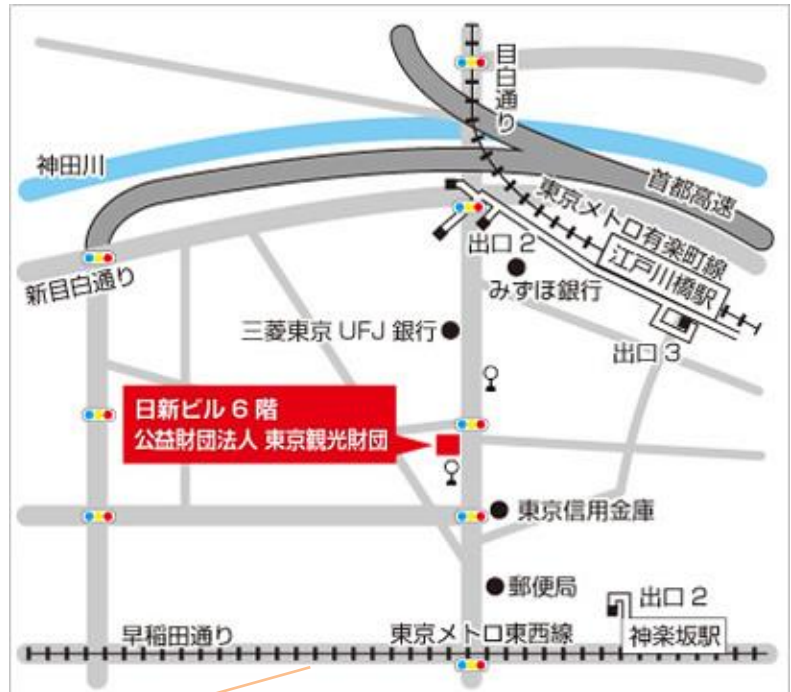 目白通り
神田川
首都高速
東京メトロ有楽町線
江戸川橋駅
出口2
新目白通り
みずほ銀行
三菱東京UFJ銀行
出口3
日新ビル6階
公益財団法人 東京観光財団
東京信用金庫
郵便局
出口2
早稲田通り
東京メトロ東西線
神楽坂駅